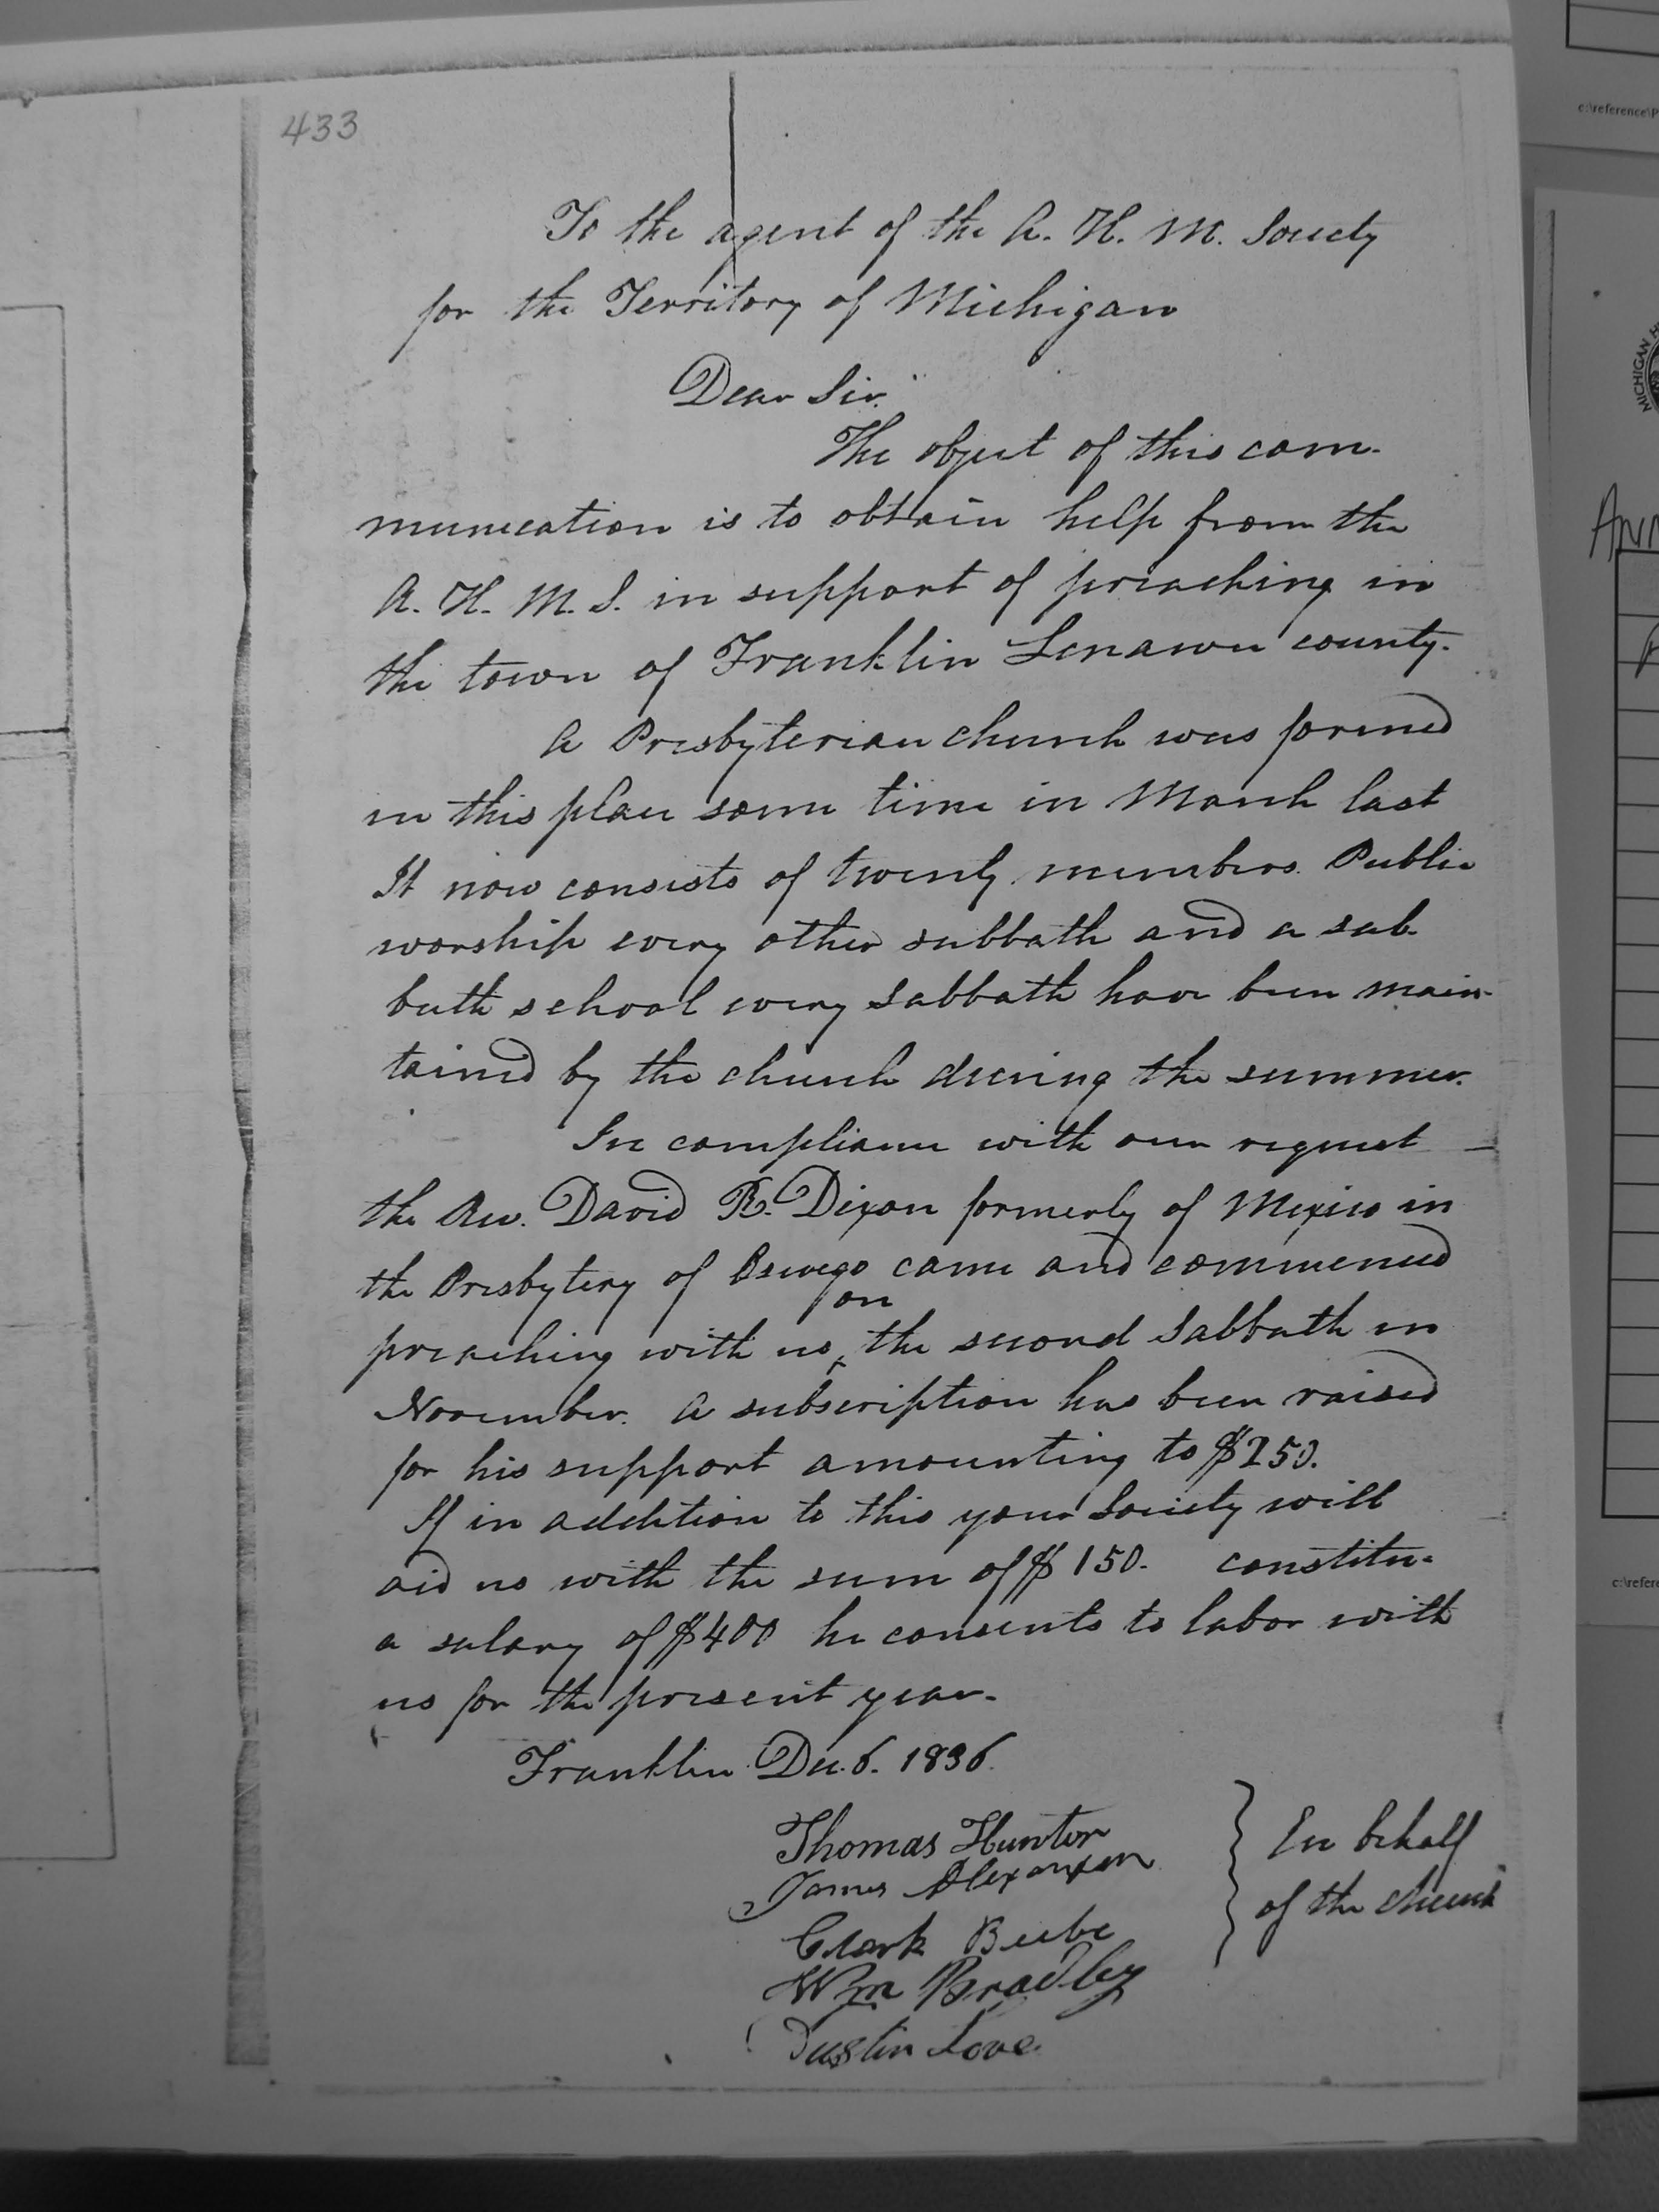 433
To the agent of the A. H. M. Society
for the Territory of Michigan
Dear Sir.
The object of this com-
munication is to obtain help from the
A. H. M. S. in support of preaching in
the town of Franklin Lenawee county.
A Presbyterian church was formed
in this place some time in March last
It now consists of twenty members. Public
worship every other sabbath and a sab-
bath school every Sabbath have been main-
tained by the church during the summer.
In compliance with our request
the Rev. David R. Dixon formerly of Mexico in
the Presbytery of Oswego came and commenced
on
preaching with us ‸ the second Sabbath in
November. A subscription has been raised
for his support amounting to $250.
If in addition to this your Society will
aid us with the sum of $150. constitu-
a salary of $400 he consents to labor with
us for the present year.
Franklin Dec. 6. 1836.
Thomas Hunter
James Alexander
Clark Beebe
Wm Bradley
Justin Love
In behalf
of the church
c:\reference\P
MICHIGAN H
c:\refere